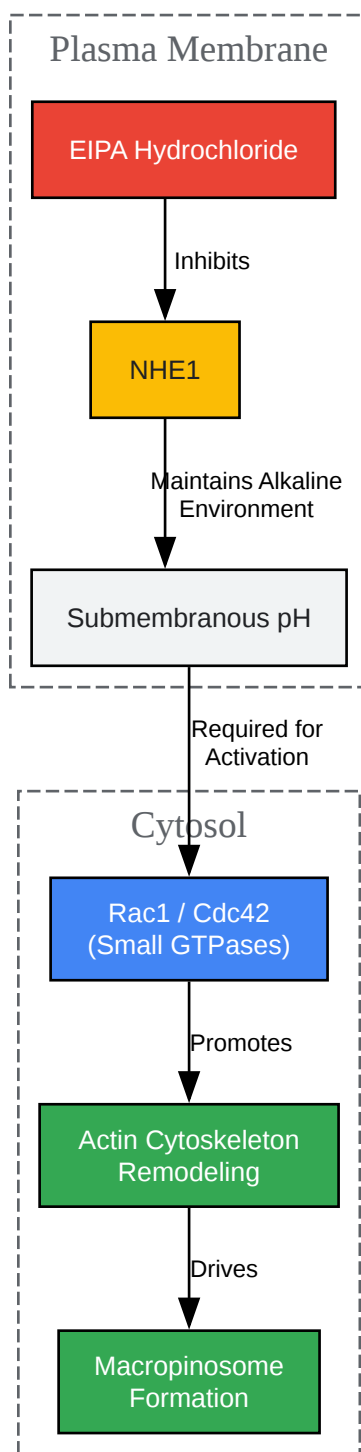 Plasma Membrane
EIPA Hydrochloride
Inhibits
NHE1
Maintains Alkaline
Environment
Submembranous pH
Required for
Activation
Cytosol
Rac1 / Cdc42
(Small GTPases)
Promotes
Actin Cytoskeleton
Remodeling
Drives
Macropinosome
Formation